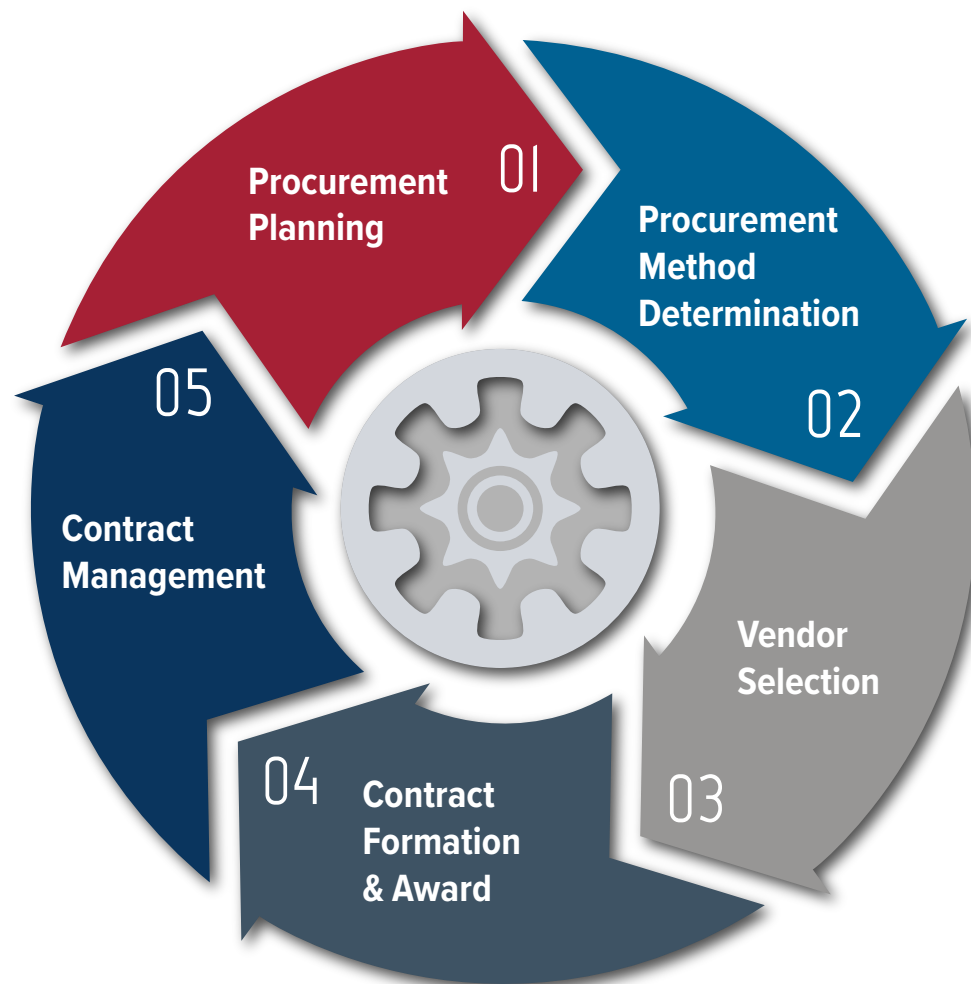 01
Procurement
Planning
Procurement
Method
Determination
02
Vendor
Selection
03
04
Contract
Formation
& Award
05
Contract
Management